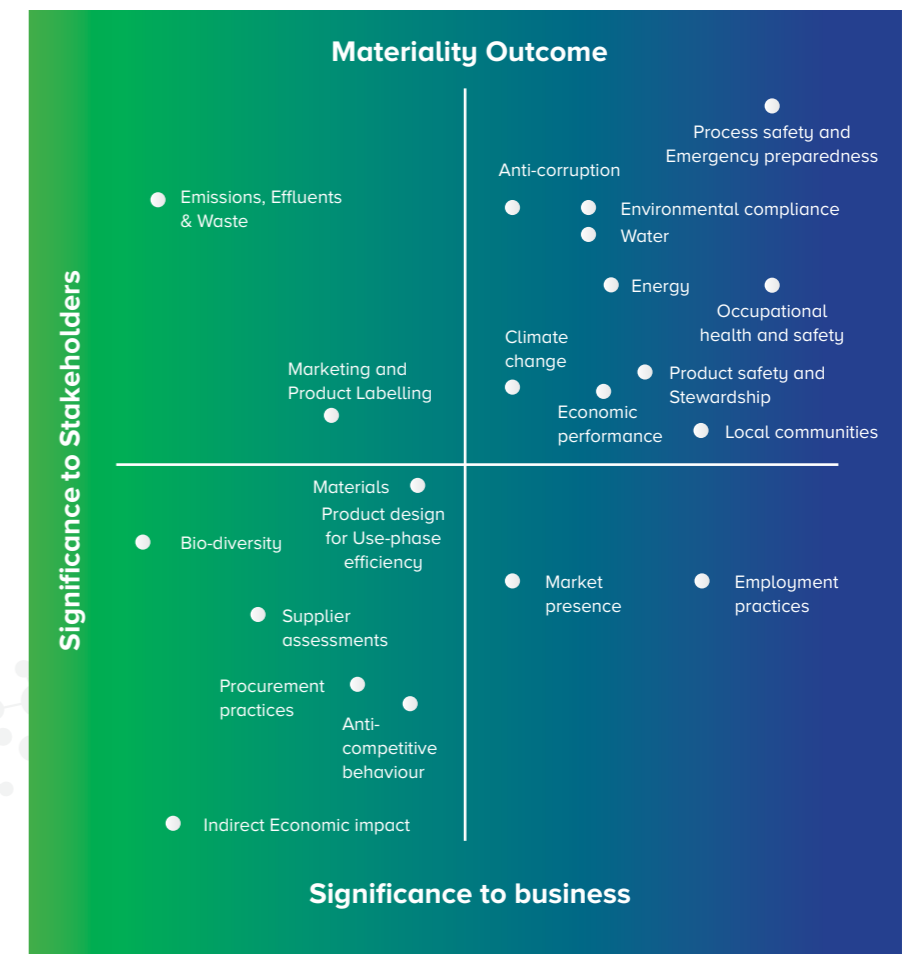 Materiality Outcome
Process safety and
Emergency preparedness
Anti-corruption
Emissions, Effluents
& Waste
Environmental compliance
Water
Energy
Occupational
health and safety
Climate
change
Marketing and
Product Labelling
Product safety and
Stewardship
Economic
performance
Local communities
Significance to Stakeholders
Materials
Product design
for Use-phase
efficiency
Bio-diversity
Market
presence
Employment
practices
Supplier
assessments
Procurement
practices
Anti-
competitive
behaviour
Indirect Economic impact
Significance to business